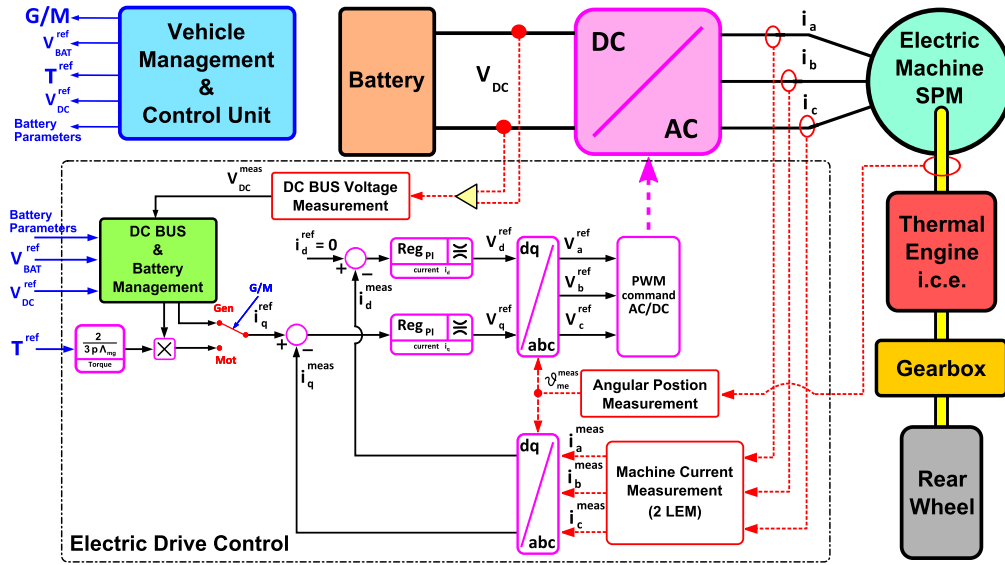 G/M
V_BAT^ref
T^ref
V_DC^ref
Battery
Parameters
Vehicle
Management
&
Control Unit
Battery
V_DC
DC
AC
i_a
i_b
i_c
Electric
Machine
SPM
V_DC^meas
DC BUS Voltage
Measurement
Battery
Parameters
V_BAT^ref
V_DC^ref
T^ref
DC BUS
&
Battery
Management
2
3 p Λ_mg
Torque
Gen
Mot
G/M
i_q^ref
i_d^ref = 0
+
−
i_d^meas
+
−
i_q^meas
Reg_PI
current i_d
Reg_PI
current i_q
V_d^ref
V_q^ref
dq
abc
V_a^ref
V_b^ref
V_c^ref
PWM
command
AC/DC
ϑ_me^meas
Angular Postion
Measurement
dq
abc
i_a^meas
i_b^meas
i_c^meas
Machine Current
Measurement
(2 LEM)
Electric Drive Control
Thermal
Engine
i.c.e.
Gearbox
Rear
Wheel